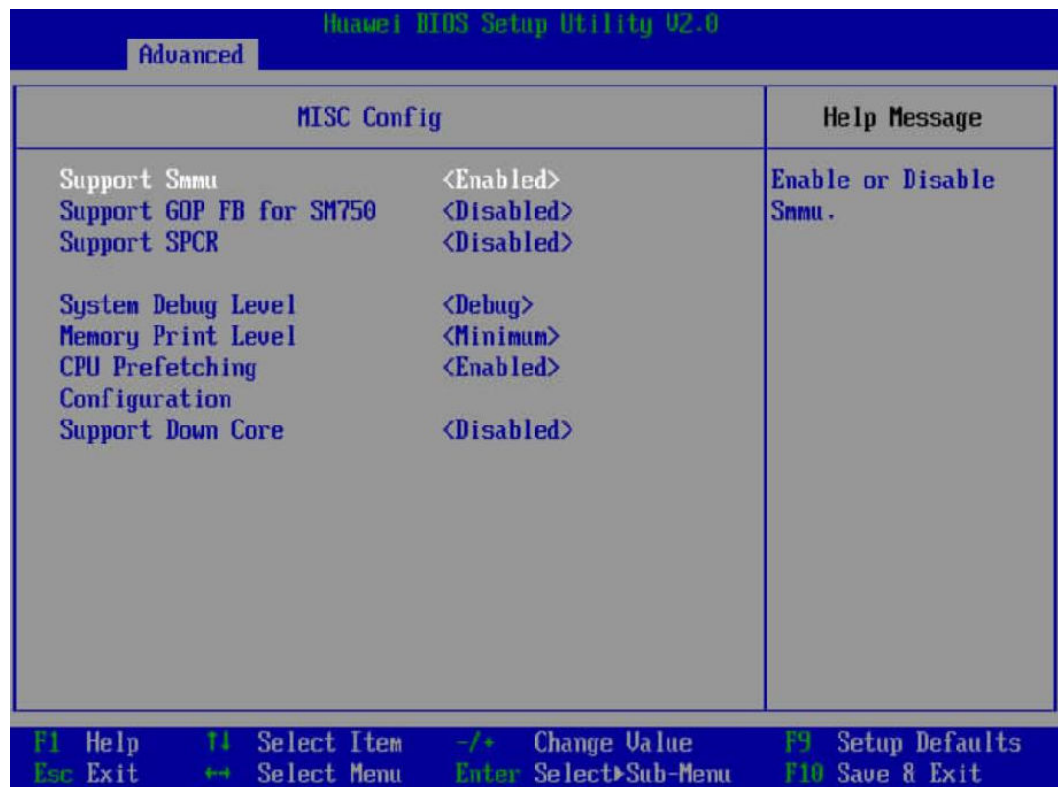 Huawei BIOS Setup Utility V2.0
Advanced
MISC Config
Help Message
Support Smmu <Enabled>
Support GOP FB for SM750 <Disabled>
Support SPCR <Disabled>
System Debug Level <Debug>
Memory Print Level <Minimum>
CPU Prefetching <Enabled>
Configuration
Support Down Core <Disabled>
Enable or Disable
Smmu.
F1 Help ↑↓ Select Item -/+ Change Value F9 Setup Defaults
Esc Exit ←→ Select Menu Enter Select▶Sub-Menu F10 Save & Exit